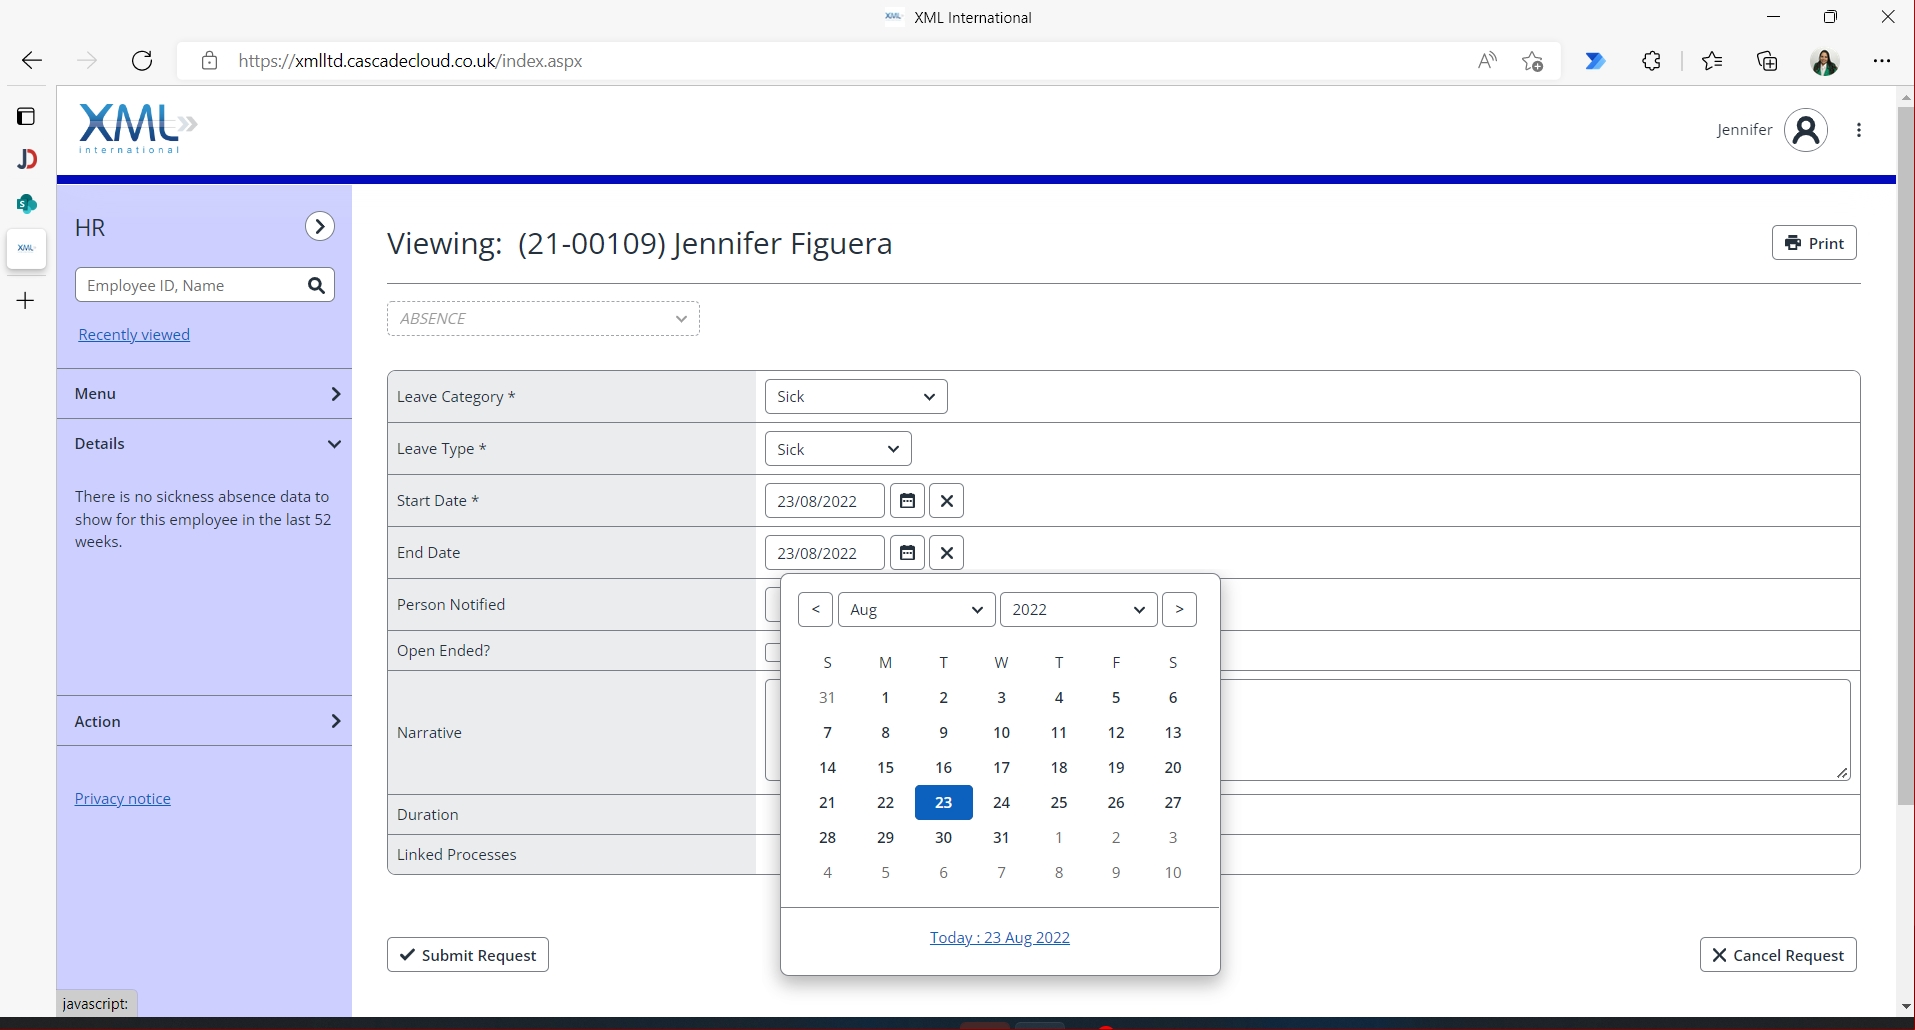 XML XML International
https://xmlltd.cascadecloud.co.uk/index.aspx
XML
international
Jennifer
JD
S
XML
HR
Employee ID, Name
Recently viewed
Menu
Details
There is no sickness absence data to
show for this employee in the last 52
weeks.
Action
Privacy notice
Viewing: (21-00109) Jennifer Figuera
Print
ABSENCE
Leave Category * Sick
Leave Type * Sick
Start Date * 23/08/2022
End Date 23/08/2022
Person Notified
Open Ended?
Narrative
Duration
Linked Processes
< Aug 2022 >
S M T W T F S
31 1 2 3 4 5 6
7 8 9 10 11 12 13
14 15 16 17 18 19 20
21 22 23 24 25 26 27
28 29 30 31 1 2 3
4 5 6 7 8 9 10
Today : 23 Aug 2022
Submit Request
Cancel Request
javascript: